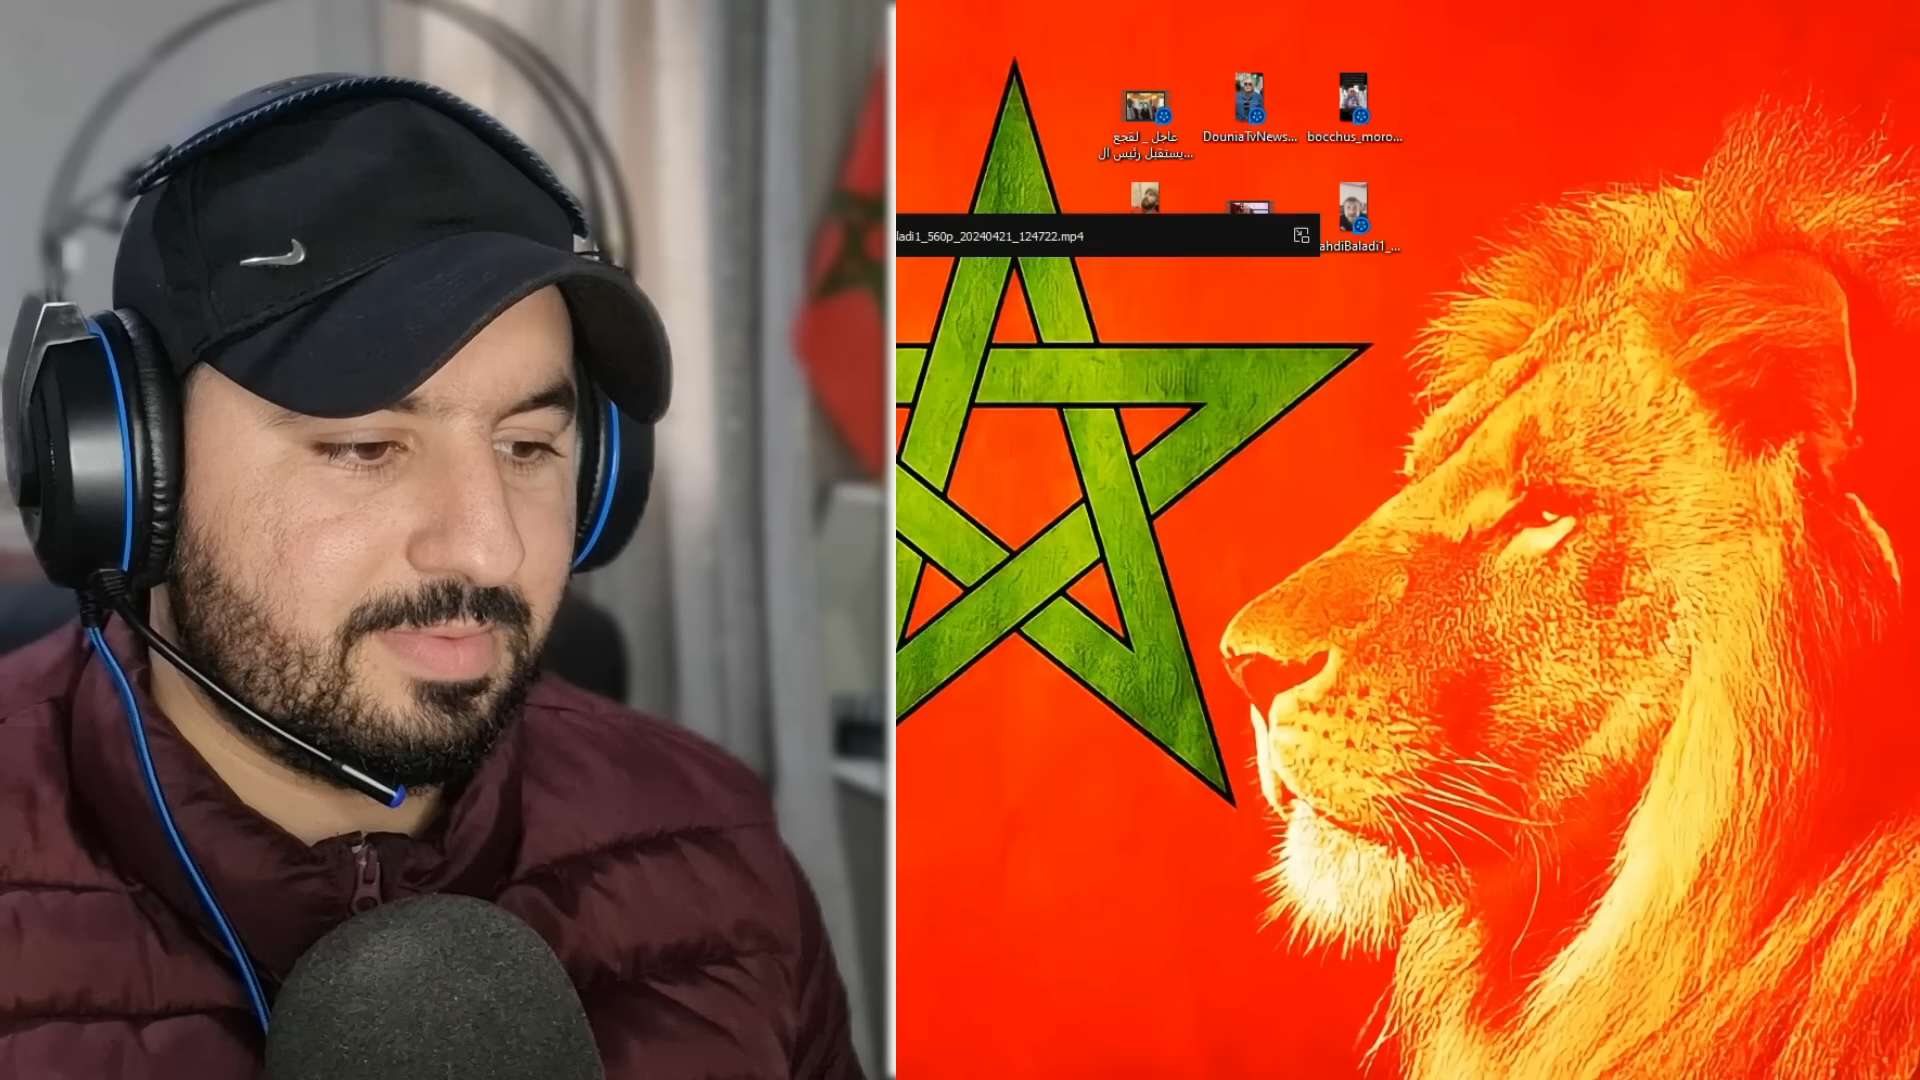 عاجل _ لقجع
يستقبل رئيس ال...
DouniaTvNews...
bocchus_moro...
ladi1_560p_20240421_124722.mp4
ahdiBaladi1_...